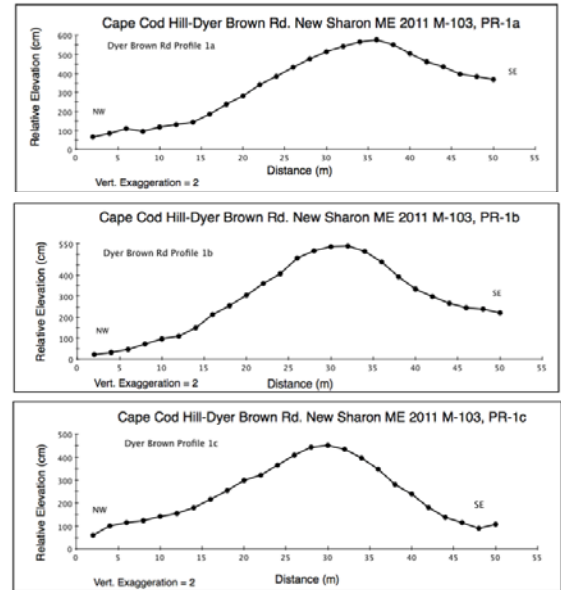 Cape Cod Hill-Dyer Brown Rd. New Sharon ME 2011 M-103, PR-1a
Dyer Brown Rd Profile 1a
Relative Elevation (cm)
600
500
400
300
200
100
0
NW
SE
0 5 10 15 20 25 30 35 40 45 50 55
Distance (m)
Vert. Exaggeration = 2
Cape Cod Hill-Dyer Brown Rd. New Sharon ME 2011 M-103, PR-1b
Dyer Brown Rd Profile 1b
Relative Elevation (cm)
550
400
300
200
100
0
NW
SE
0 5 10 15 20 25 30 35 40 45 50 55
Vert. Exaggeration = 2
Distance (m)
Cape Cod Hill-Dyer Brown Rd. New Sharon ME 2011 M-103, PR-1c
Dyer Brown Profile 1c
Relative Elevation (cm)
500
400
300
200
100
0
NW
SE
0 5 10 15 20 25 30 35 40 45 50 55
Vert. Exaggeration = 2
Distance (m)